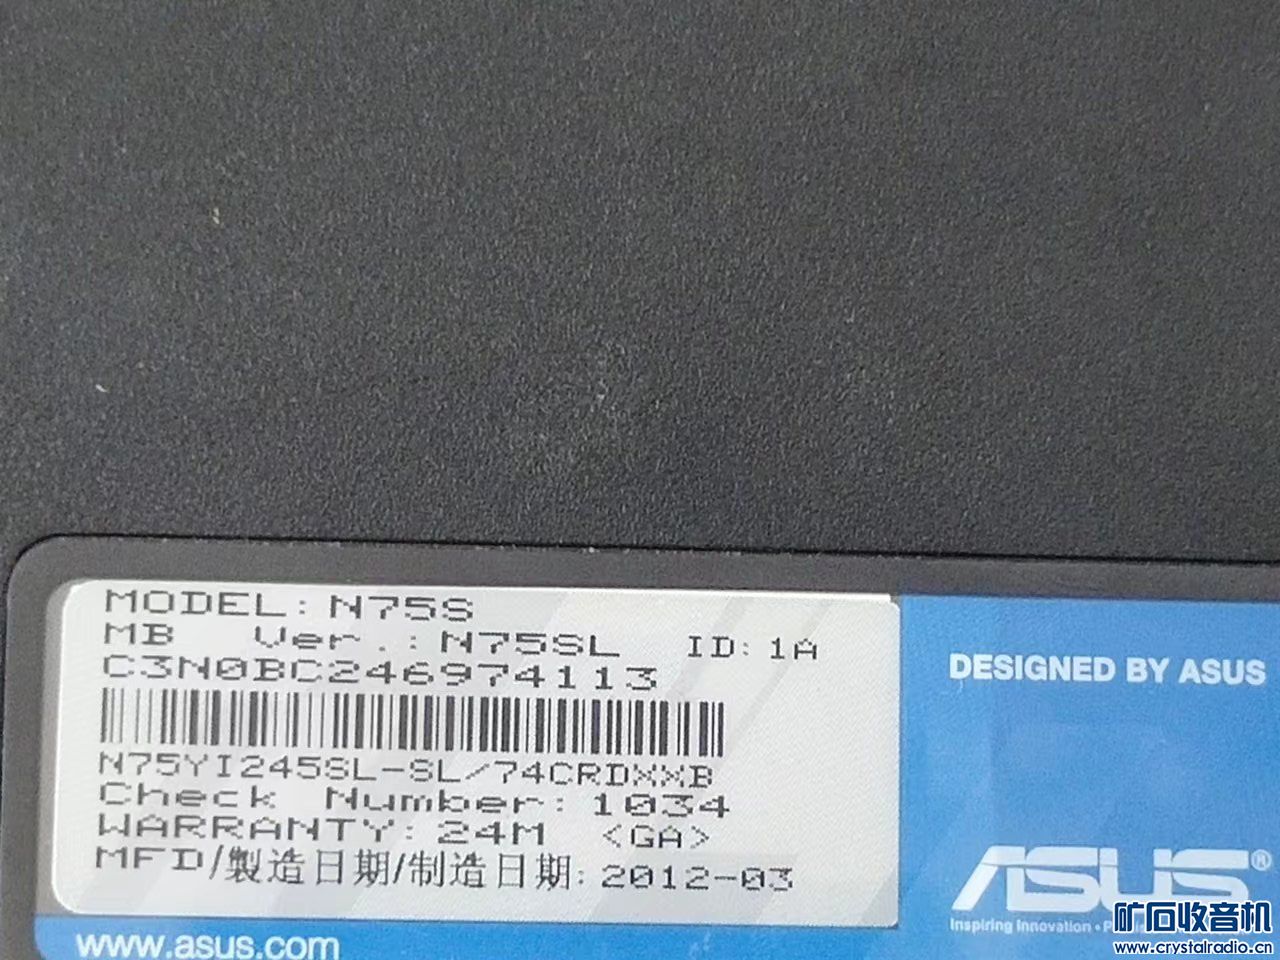 MODEL: N75S
MB Ver.: N75SL ID: 1A
C3N0BC246974113
N75YI245SL-SL/74CRDXXB
Check Number: 1034
WARRANTY: 24M <GA>
MFD/製造日期/制造日期: 2012-03
DESIGNED BY ASUS
ASUS®
Inspiring Innovation •
www.asus.com
矿石收音机
www.crystalradio.cn